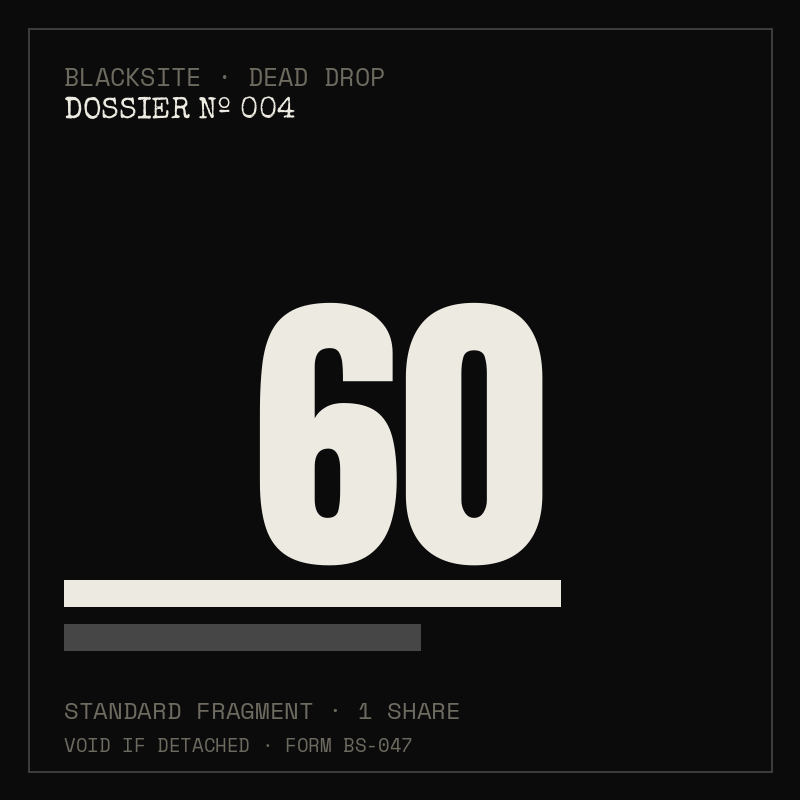 BLACKSITE · DEAD DROP
DOSSIER Nº 004
60
STANDARD FRAGMENT · 1 SHARE
VOID IF DETACHED · FORM BS-047